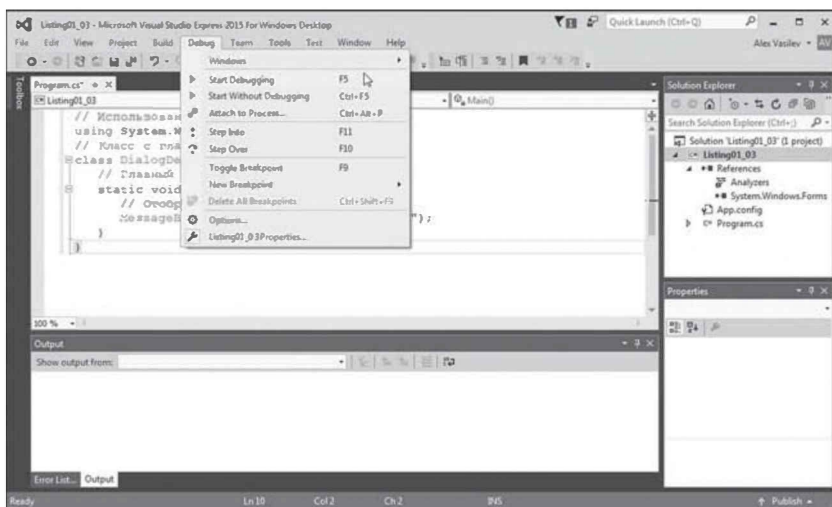 Listing01_03 - Microsoft Visual Studio Express 2015 for Windows Desktop
Quick Launch (Ctrl+Q)
File Edit View Project Build Debug Team Tools Test Window Help
Alex Vasilev
AV
Toolbox
Program.cs*
Listing01_03
Main()
// Использован
using System.W
// Класс с гла
class DialogDe
// Главный
static void
// Отобр
MessageB
");
}
}
Windows
Start Debugging F5
Start Without Debugging Ctrl+F5
Attach to Process... Ctrl+Alt+P
Step Into F11
Step Over F10
Toggle Breakpoint F9
New Breakpoint
Delete All Breakpoints Ctrl+Shift+F9
Options...
Listing01_03Properties...
100 %
Output
Show output from:
Error List... Output
Solution Explorer
Search Solution Explorer (Ctrl+;)
Solution 'Listing01_03' (1 project)
Listing01_03
References
Analyzers
System.Windows.Forms
App.config
Program.cs
Properties
Ready Ln 10 Col 2 Ch 2 INS Publish